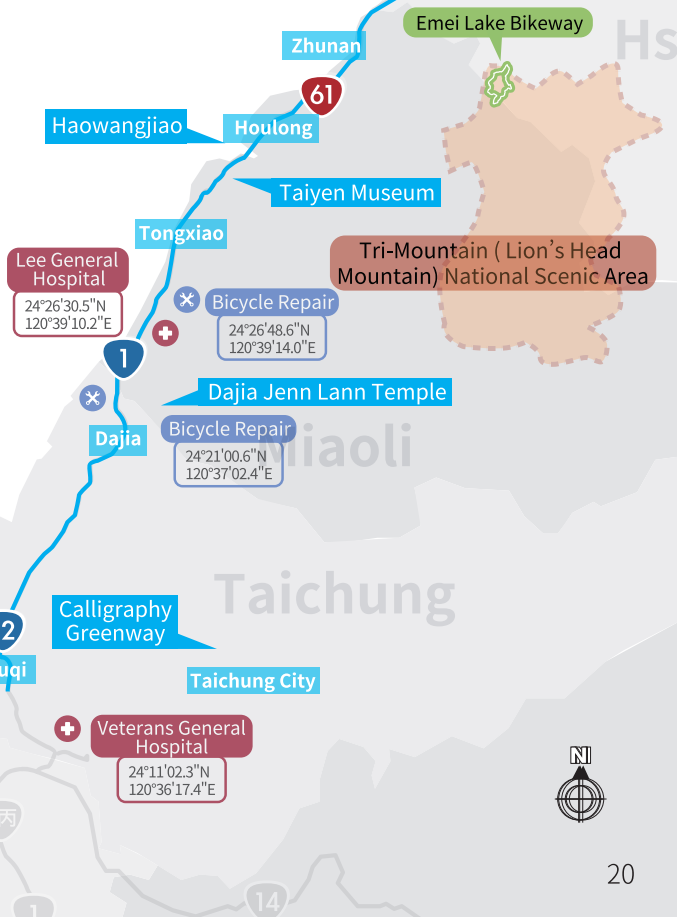 Emei Lake Bikeway
Hs
Zhunan
61
Haowangjiao
Houlong
Taiyen Museum
Tongxiao
Tri-Mountain ( Lion’s Head
Mountain) National Scenic Area
Lee General
Hospital
24°26'30.5"N
120°39'10.2"E
Bicycle Repair
24°26'48.6"N
120°39'14.0"E
1
Dajia Jenn Lann Temple
Bicycle Repair
24°21'00.6"N
120°37'02.4"E
Dajia
Miaoli
Taichung
Calligraphy
Greenway
2
uqi
Taichung City
Veterans General
Hospital
24°11'02.3"N
120°36'17.4"E
N
丙
20
14
1